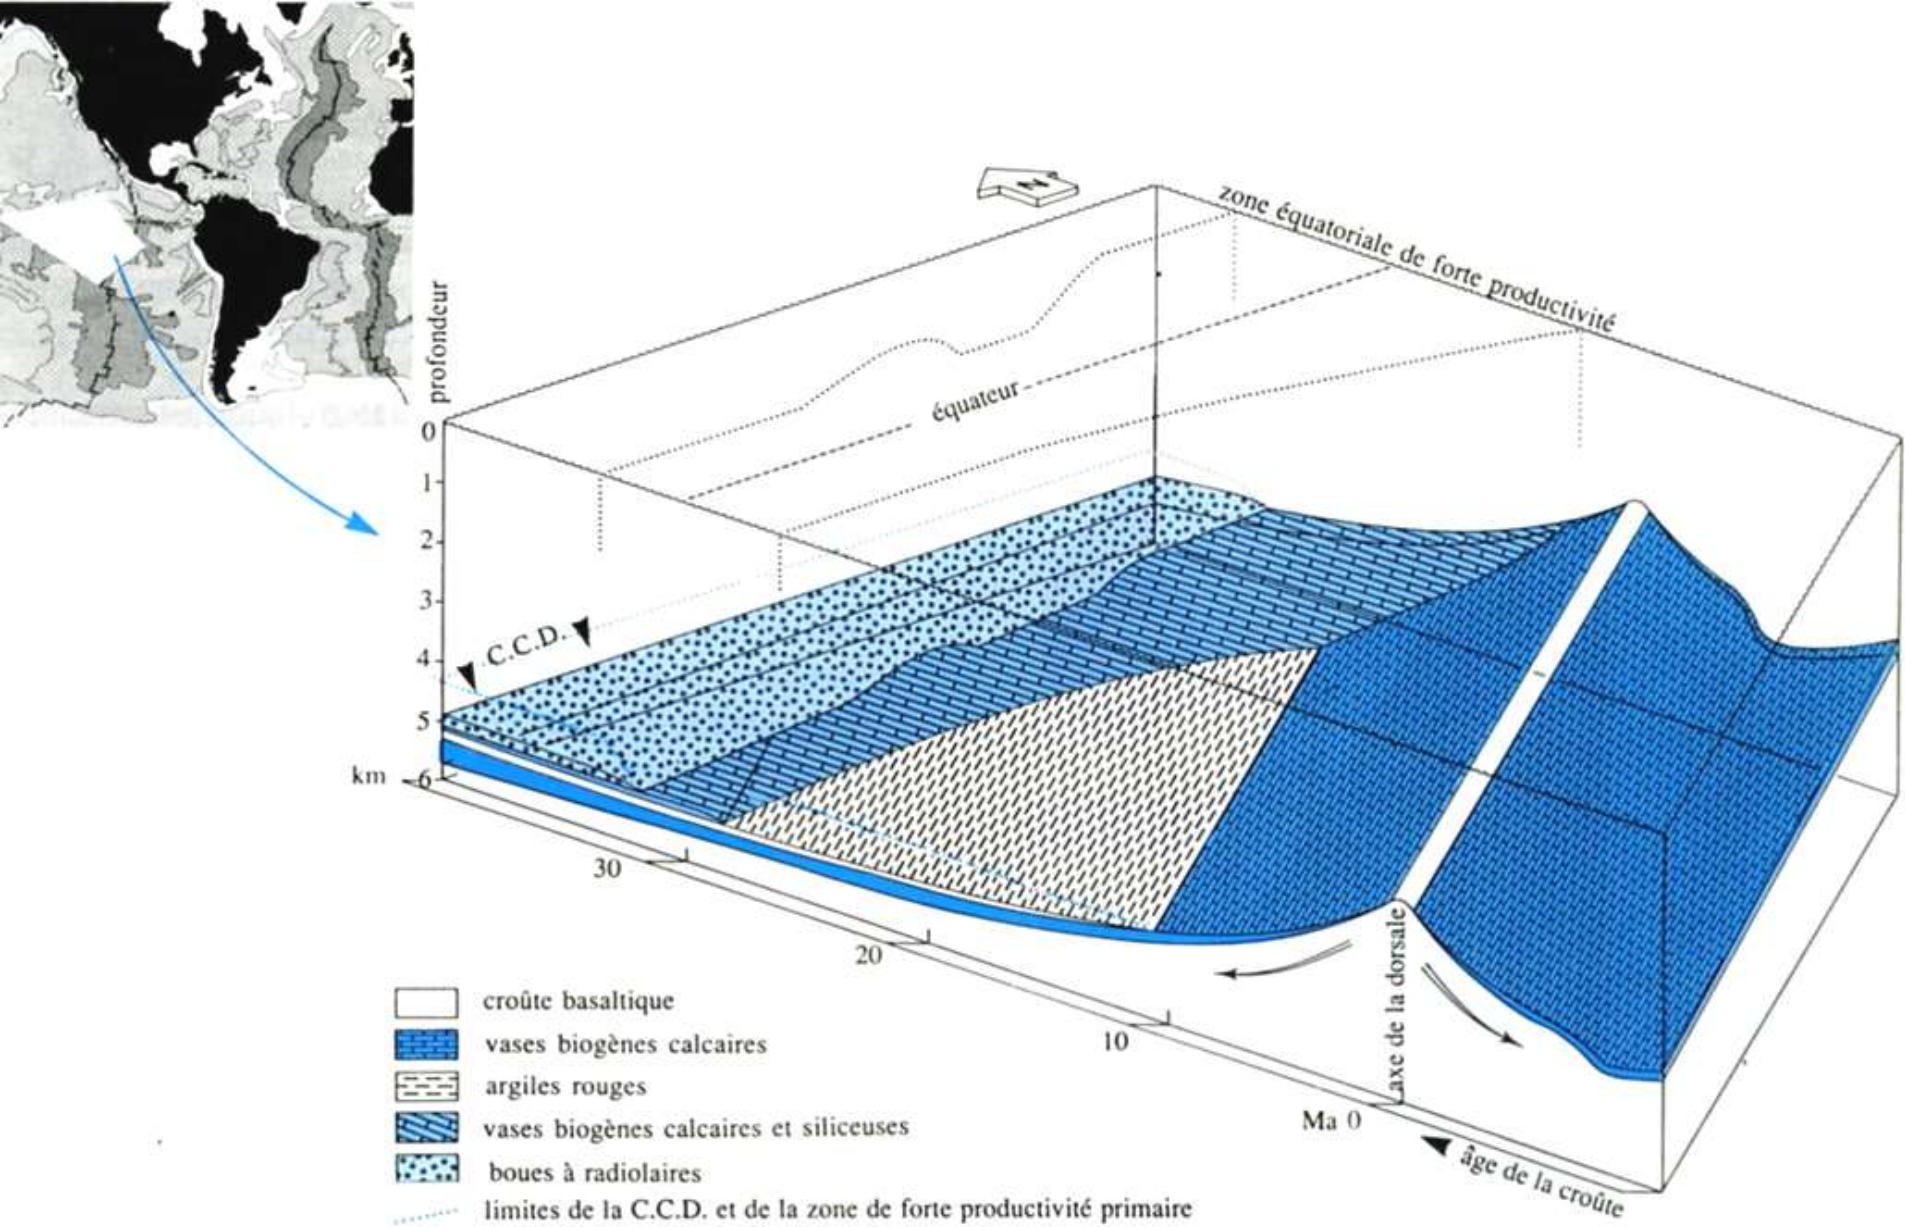 N
zone équatoriale de forte productivité
profondeur
équateur
0
1
2
3
4
5
6
km
C.C.D.
30
20
10
Ma 0
axe de la dorsale
âge de la croûte
croûte basaltique
vases biogènes calcaires
argiles rouges
vases biogènes calcaires et siliceuses
boues à radiolaires
limites de la C.C.D. et de la zone de forte productivité primaire